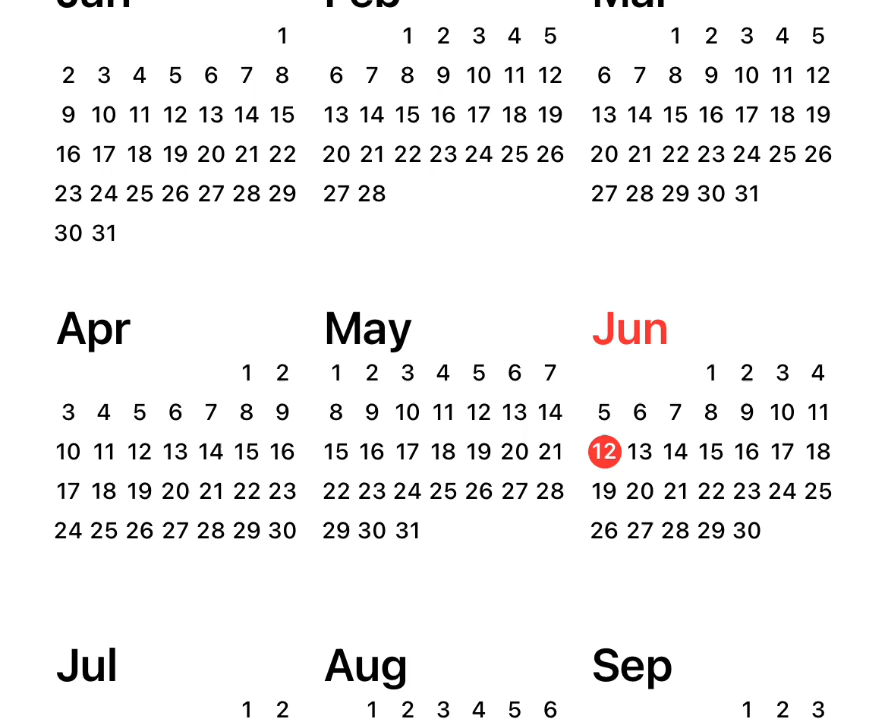 Jan Feb Mar
1 1 2 3 4 5 1 2 3 4 5
2 3 4 5 6 7 8 6 7 8 9 10 11 12 6 7 8 9 10 11 12
9 10 11 12 13 14 15 13 14 15 16 17 18 19 13 14 15 16 17 18 19
16 17 18 19 20 21 22 20 21 22 23 24 25 26 20 21 22 23 24 25 26
23 24 25 26 27 28 29 27 28 27 28 29 30 31
30 31
Apr May Jun
1 2 1 2 3 4 5 6 7 1 2 3 4
3 4 5 6 7 8 9 8 9 10 11 12 13 14 5 6 7 8 9 10 11
10 11 12 13 14 15 16 15 16 17 18 19 20 21 12 13 14 15 16 17 18
17 18 19 20 21 22 23 22 23 24 25 26 27 28 19 20 21 22 23 24 25
24 25 26 27 28 29 30 29 30 31 26 27 28 29 30
Jul Aug Sep
1 2 1 2 3 4 5 6 1 2 3